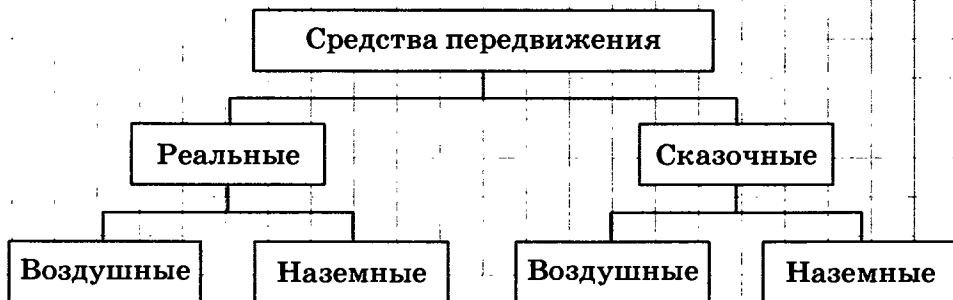 Средства передвижения
Реальные
Сказочные
Воздушные
Наземные
Воздушные
Наземные